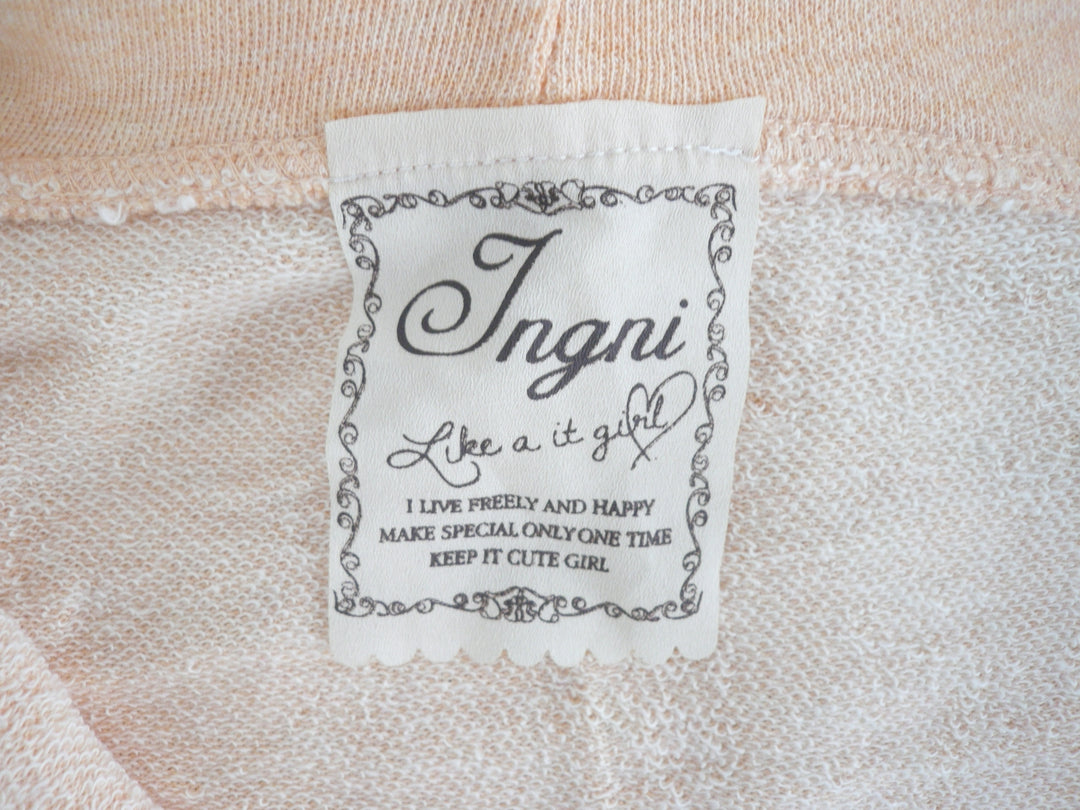 Ingni
Like a it girl
I LIVE FREELY AND HAPPY
MAKE SPECIAL ONLY ONE TIME
KEEP IT CUTE GIRL